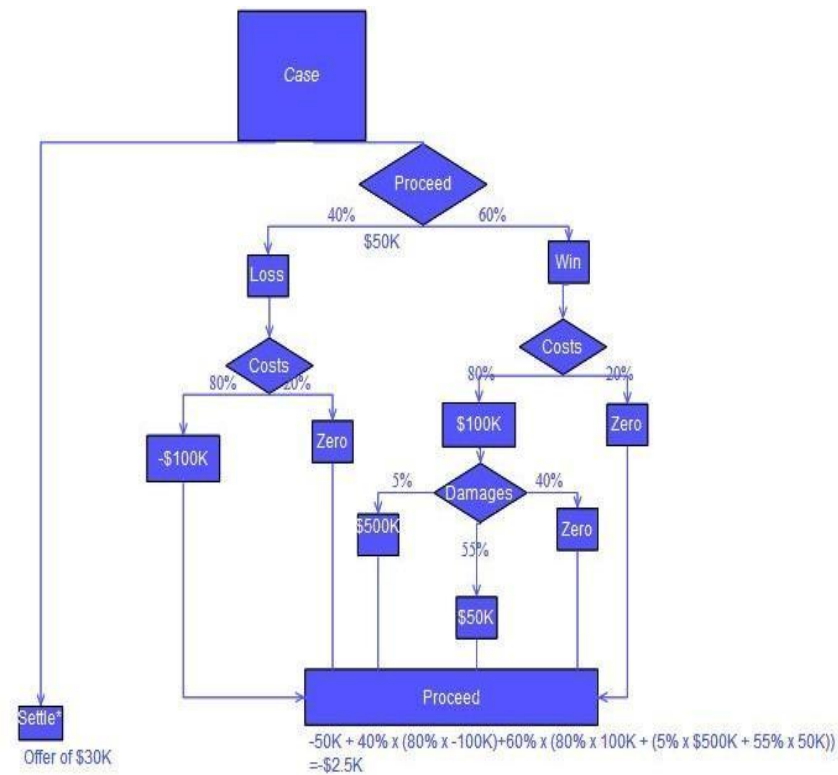 Case
Proceed
40%
60%
$50K
Loss
Win
Costs
Costs
80%
20%
80%
20%
-$100K
Zero
$100K
Zero
5%
Damages
40%
$500K
Zero
55%
$50K
Proceed
Settle*
Offer of $30K
-50K + 40% x (80% x -100K)+60% x (80% x 100K + (5% x $500K + 55% x 50K))
=-$2.5K